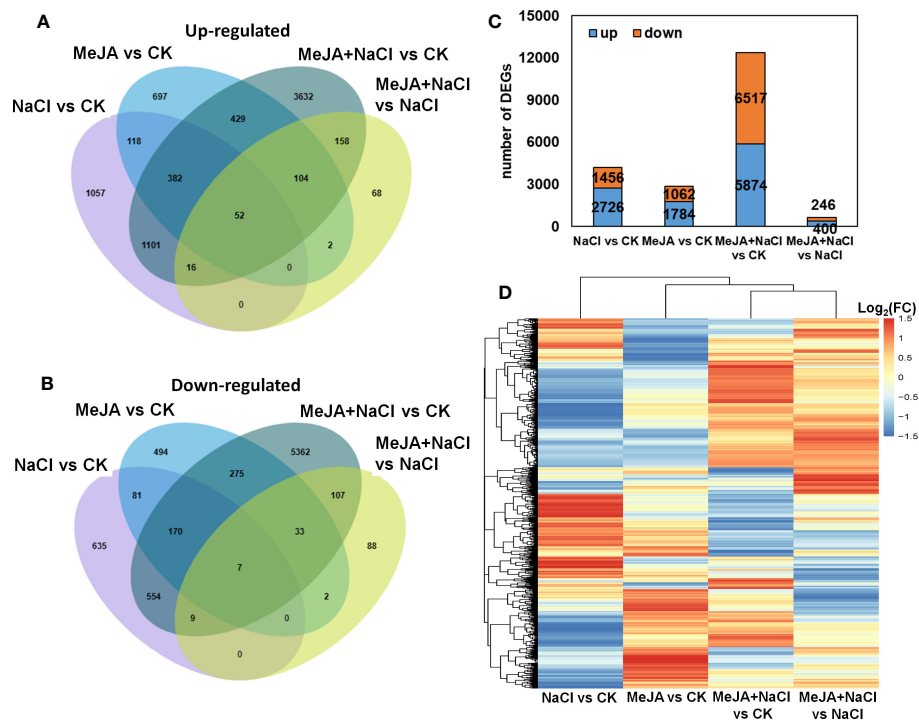 A
Up-regulated
MeJA vs CK
MeJA+NaCl vs CK
NaCl vs CK
MeJA+NaCl
vs NaCl
697
3632
429
118
158
382
104
1057
68
52
1101
2
16
0
0
B
Down-regulated
MeJA vs CK
MeJA+NaCl vs CK
NaCl vs CK
MeJA+NaCl
vs NaCl
494
5362
275
81
107
170
33
635
88
7
554
2
9
0
0
C
number of DEGs
15000
12000
9000
6000
3000
0
up down
1456
2726
1062
1784
6517
5874
246
400
NaCl vs CK
MeJA vs CK
MeJA+NaCl
vs CK
MeJA+NaCl
vs NaCl
D
Log2(FC)
1.5
1
0.5
0
−0.5
−1
−1.5
NaCl vs CK
MeJA vs CK
MeJA+NaCl
vs CK
MeJA+NaCl
vs NaCl